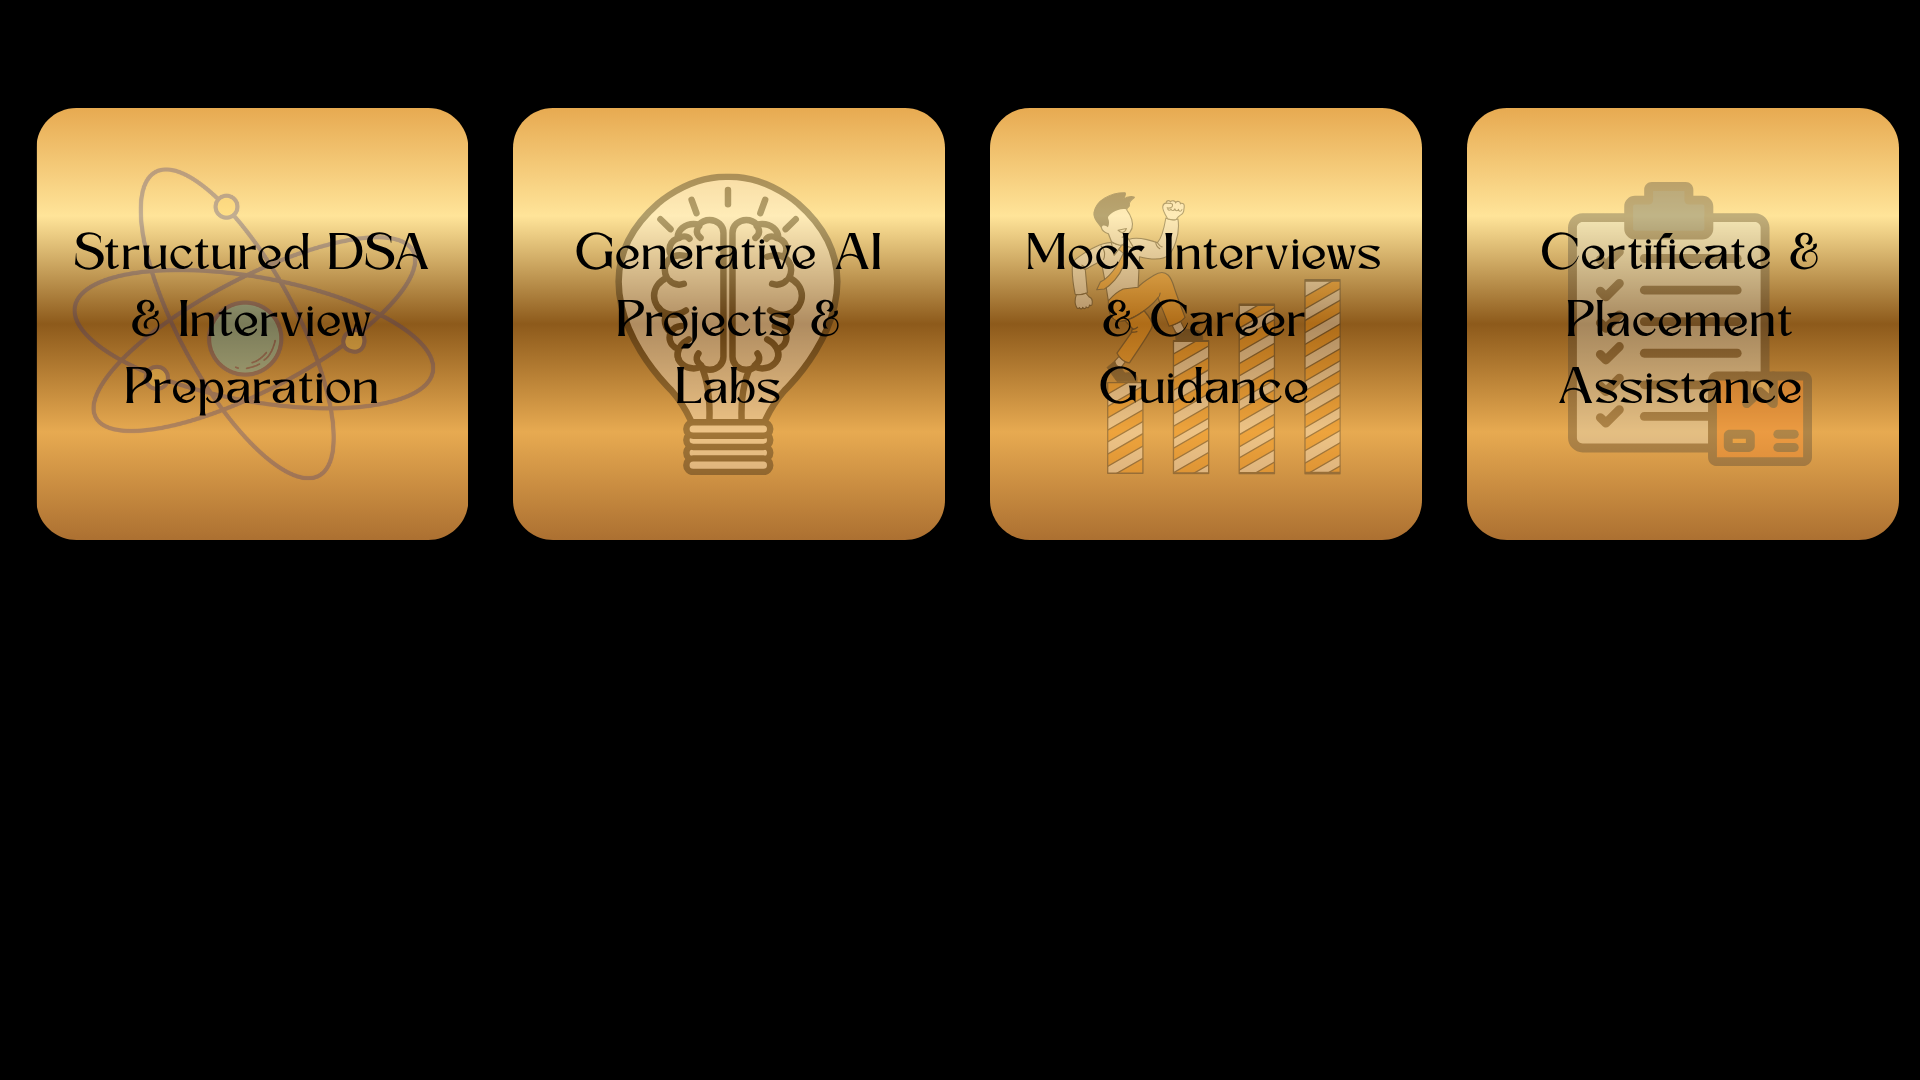 Structured DSA
& Interview
Preparation
Generative AI
Projects &
Labs
Mock Interviews
& Career
Guidance
Certificate &
Placement
Assistance